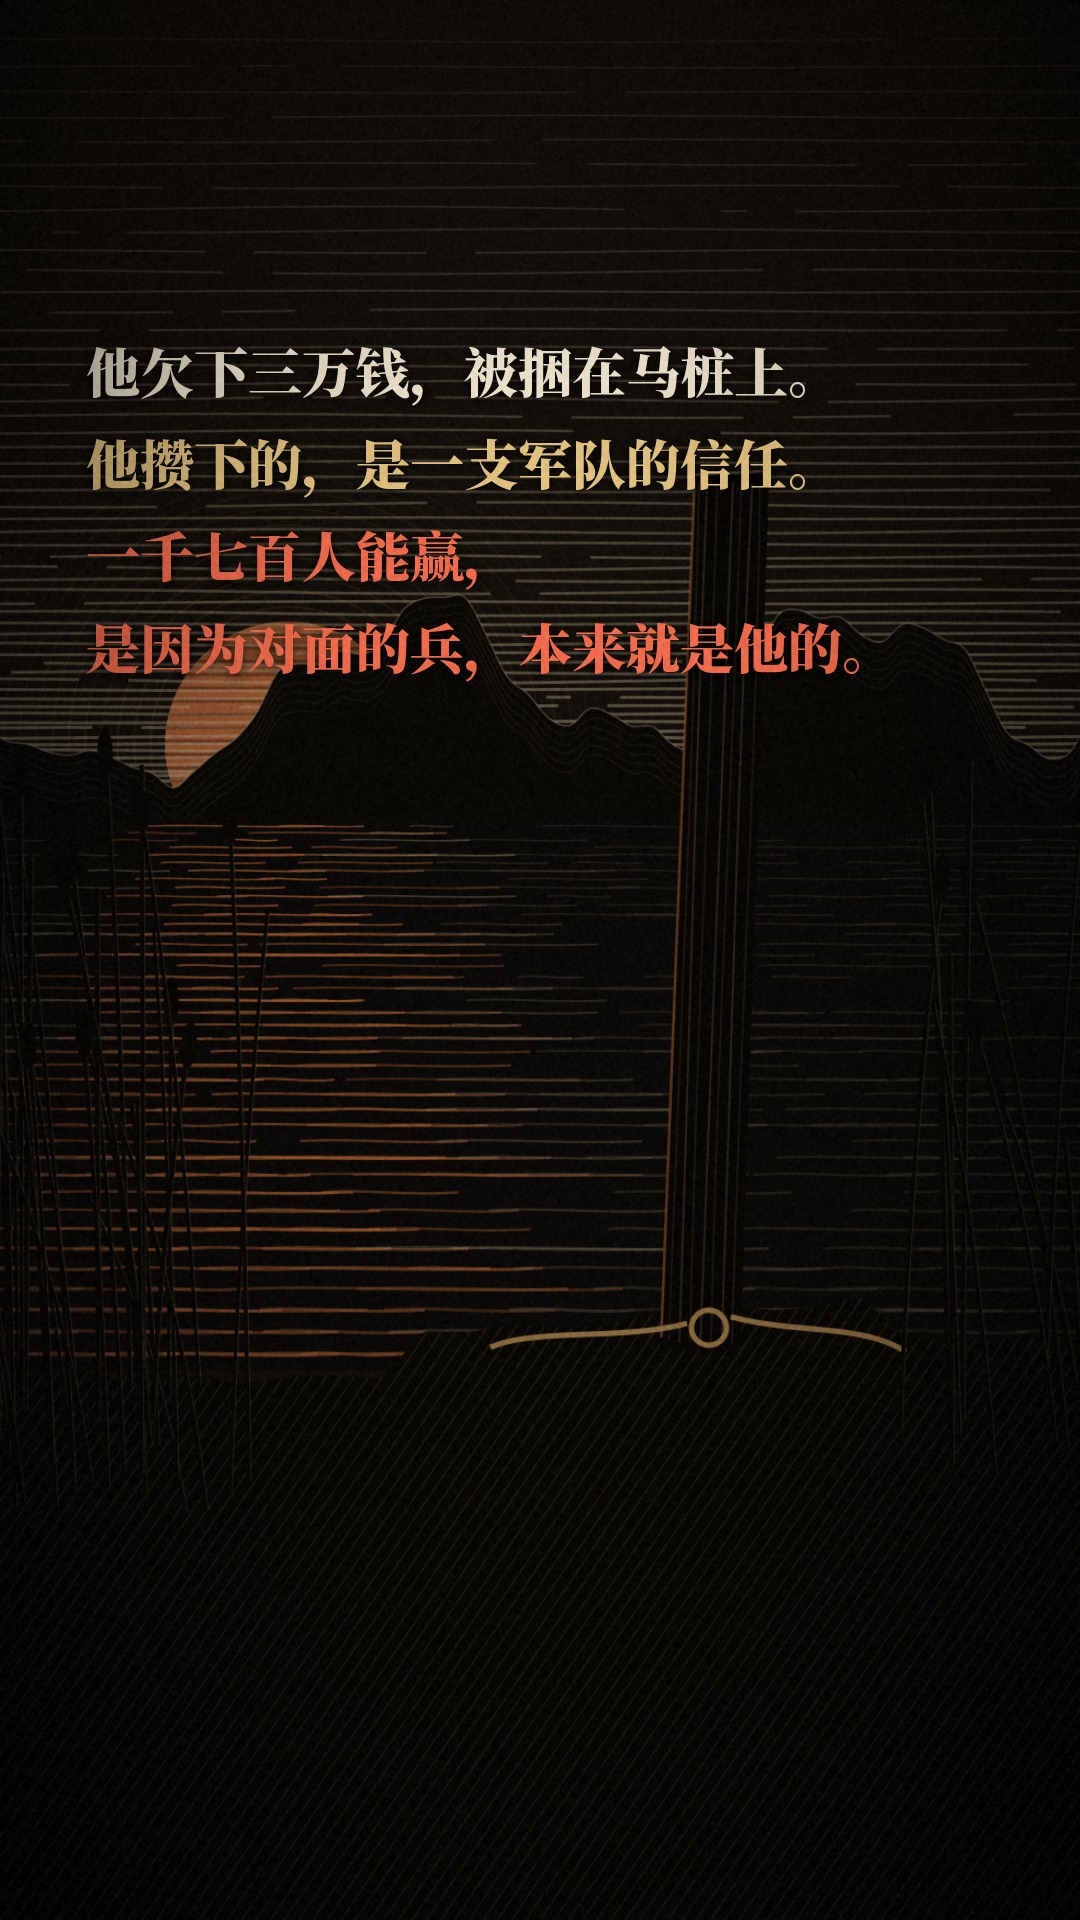 他欠下三万钱，被捆在马桩上。
他攒下的，是一支军队的信任。
一千七百人能赢，
是因为对面的兵，本来就是他的。